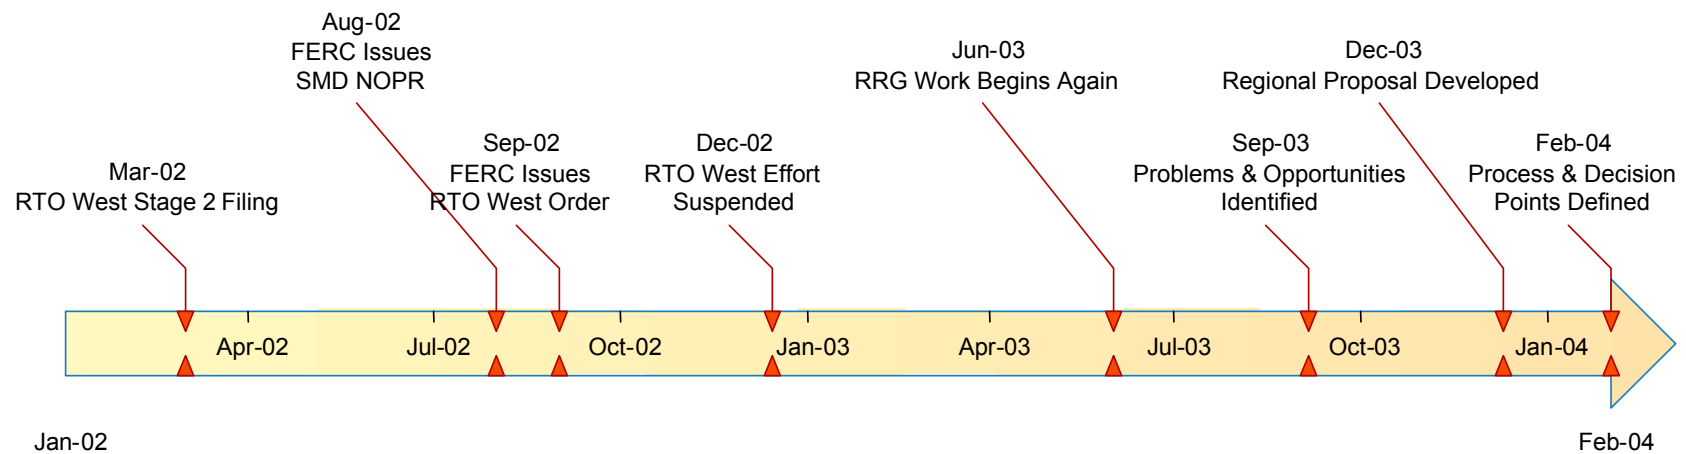 Aug-02
FERC Issues
SMD NOPR
Jun-03
RRG Work Begins Again
Dec-03
Regional Proposal Developed
Mar-02
RTO West Stage 2 Filing
Sep-02
FERC Issues
RTO West Order
Dec-02
RTO West Effort
Suspended
Sep-03
Problems & Opportunities
Identified
Feb-04
Process & Decision
Points Defined
Apr-02
Jul-02
Oct-02
Jan-03
Apr-03
Jul-03
Oct-03
Jan-04
Jan-02
Feb-04